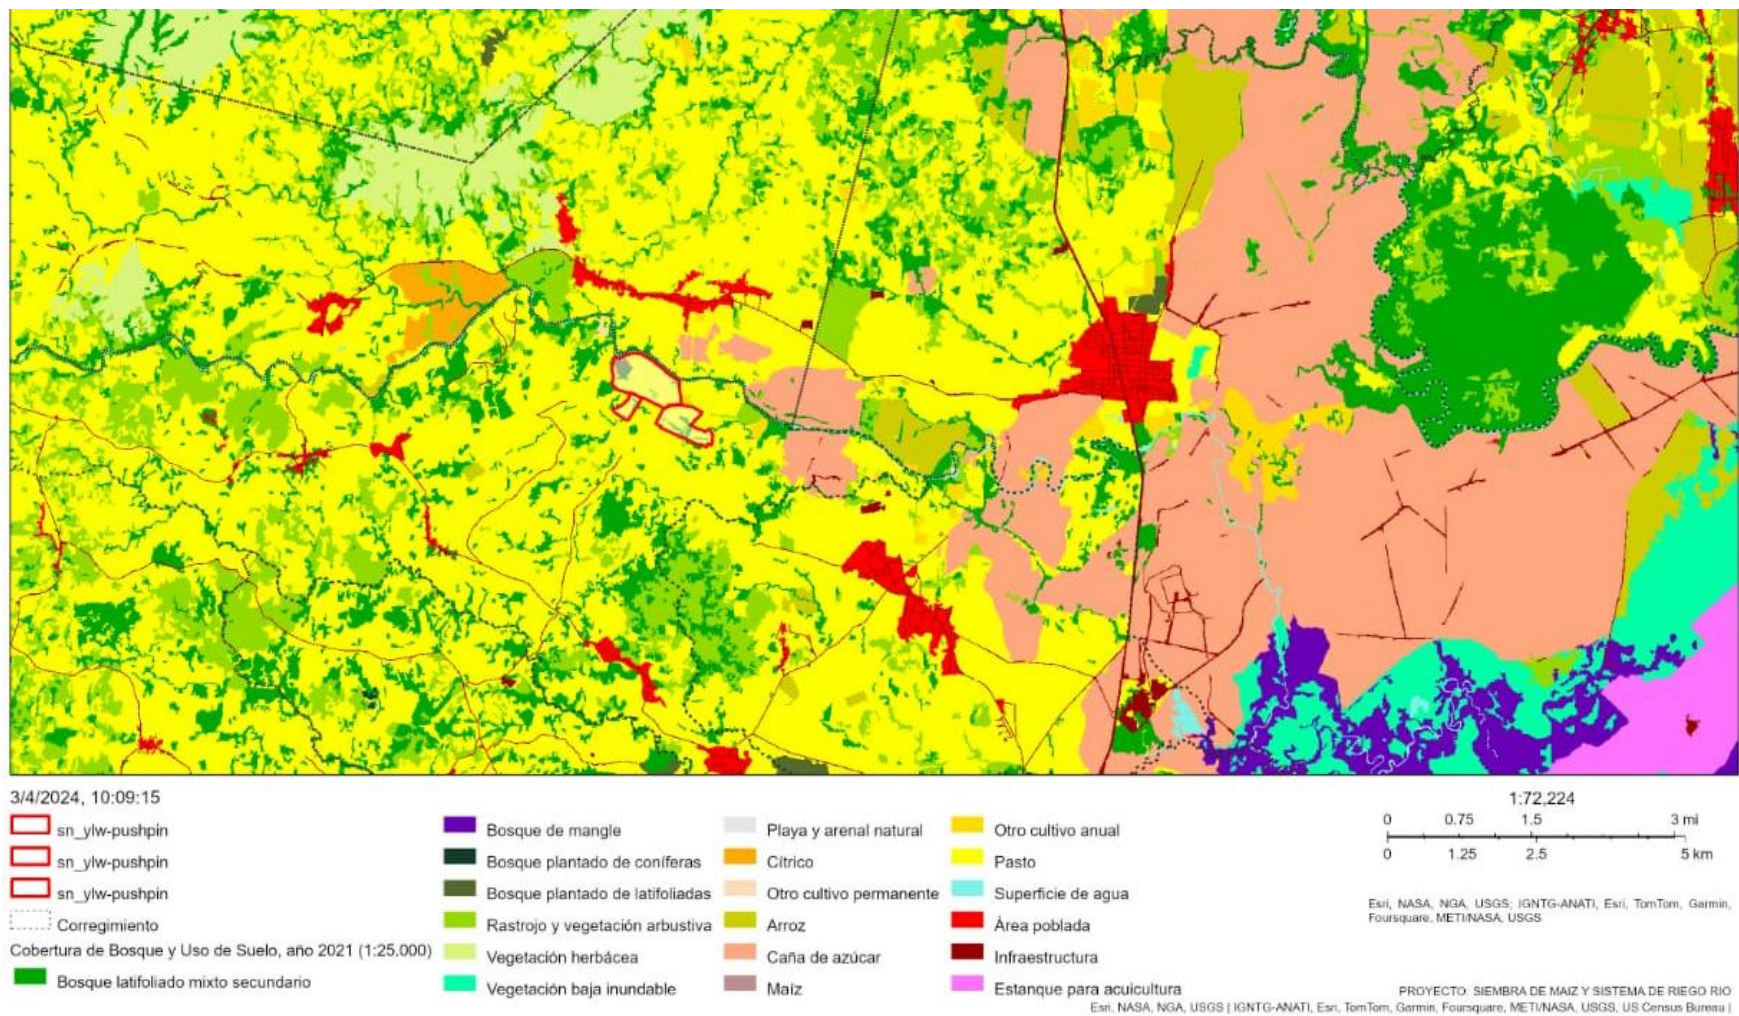 3/4/2024, 10:09:15
sn_ylw-pushpin
sn_ylw-pushpin
sn_ylw-pushpin
Corregimiento
Cobertura de Bosque y Uso de Suelo, año 2021 (1:25.000)
Bosque latifoliado mixto secundario
Bosque de mangle
Bosque plantado de coníferas
Bosque plantado de latifoliadas
Rastrojo y vegetación arbustiva
Vegetación herbácea
Vegetación baja inundable
Playa y arenal natural
Cítrico
Otro cultivo permanente
Arroz
Caña de azúcar
Maíz
Otro cultivo anual
Pasto
Superficie de agua
Área poblada
Infraestructura
Estanque para acuicultura
1:72,224
0 0.75 1.5 3 mi
0 1.25 2.5 5 km
Esri, NASA, NGA, USGS; IGNTG-ANATI, Esri, TomTom, Garmin,
Foursquare, METI/NASA, USGS
PROYECTO: SIEMBRA DE MAIZ Y SISTEMA DE RIEGO RIO
Esri, NASA, NGA, USGS | IGNTG-ANATI, Esri, TomTom, Garmin, Foursquare, METI/NASA, USGS, US Census Bureau |